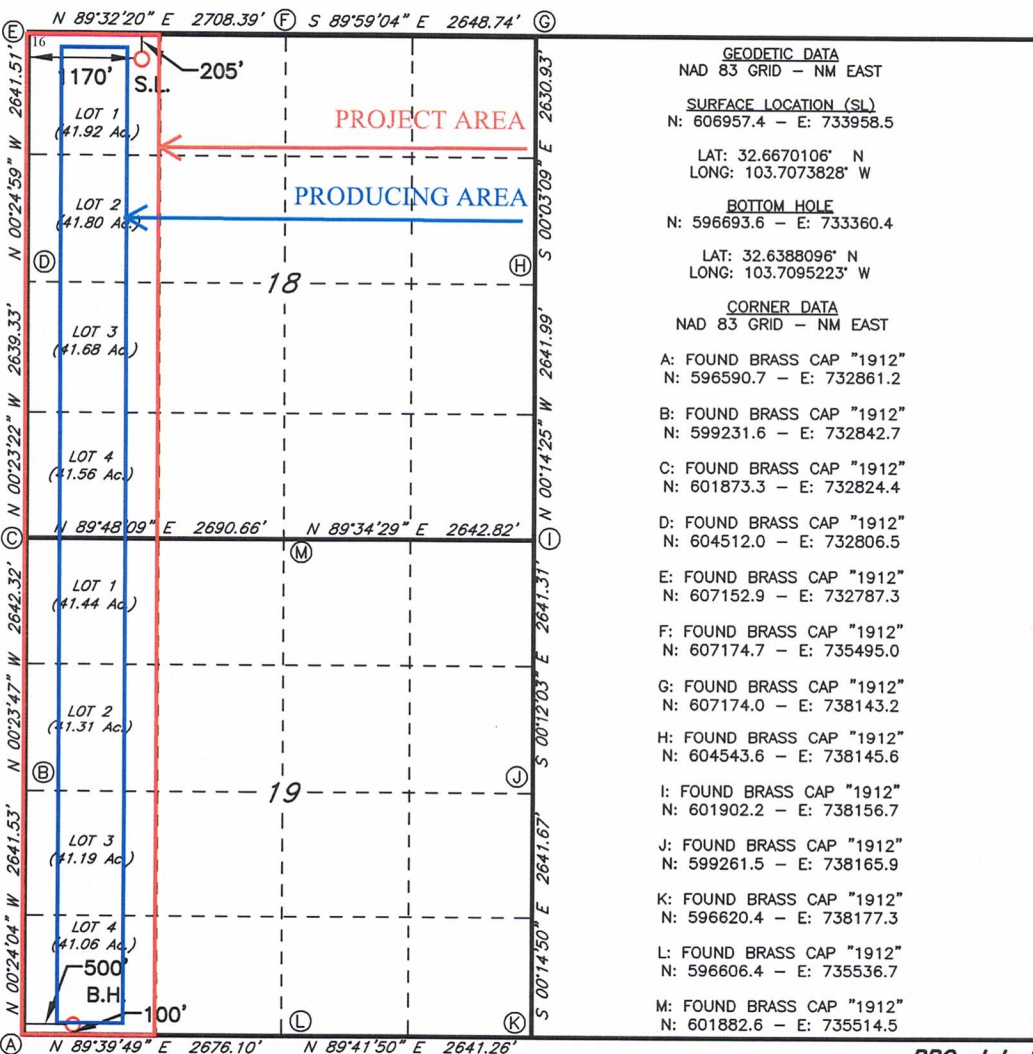 N 89°32'20" E 2708.39' F S 89°59'04" E 2648.74' G
E
16
1170'
S.L.
205'
LOT 1
(41.92 Ac.)
PROJECT AREA
LOT 2
(41.80 Ac.)
PRODUCING AREA
D
18
H
LOT 3
(41.68 Ac.)
LOT 4
(41.56 Ac.)
C
N 89°48'09" E 2690.66'
N 89°34'29" E 2642.82'
I
M
LOT 1
(41.44 Ac.)
LOT 2
(41.31 Ac.)
B
19
J
LOT 3
(41.19 Ac.)
LOT 4
(41.06 Ac.)
500'
B.H.
100'
L
K
A
N 89°39'49" E 2676.10'
N 89°41'50" E 2641.26'
N 00°24'59" W 2641.51'
N 00°23'22" W 2639.33'
N 00°23'47" W 2642.32'
N 00°24'04" W 2641.53'
S 00°03'09" E 2630.93'
N 00°14'25" W 2641.99'
S 00°12'03" E 2641.31'
S 00°14'50" E 2641.67'
GEODETIC DATA
NAD 83 GRID – NM EAST
SURFACE LOCATION (SL)
N: 606957.4 – E: 733958.5
LAT: 32.6670106° N
LONG: 103.7073828° W
BOTTOM HOLE
N: 596693.6 – E: 733360.4
LAT: 32.6388096° N
LONG: 103.7095223° W
CORNER DATA
NAD 83 GRID – NM EAST
A: FOUND BRASS CAP "1912"
N: 596590.7 – E: 732861.2
B: FOUND BRASS CAP "1912"
N: 599231.6 – E: 732842.7
C: FOUND BRASS CAP "1912"
N: 601873.3 – E: 732824.4
D: FOUND BRASS CAP "1912"
N: 604512.0 – E: 732806.5
E: FOUND BRASS CAP "1912"
N: 607152.9 – E: 732787.3
F: FOUND BRASS CAP "1912"
N: 607174.7 – E: 735495.0
G: FOUND BRASS CAP "1912"
N: 607174.0 – E: 738143.2
H: FOUND BRASS CAP "1912"
N: 604543.6 – E: 738145.6
I: FOUND BRASS CAP "1912"
N: 601902.2 – E: 738156.7
J: FOUND BRASS CAP "1912"
N: 599261.5 – E: 738165.9
K: FOUND BRASS CAP "1912"
N: 596620.4 – E: 738177.3
L: FOUND BRASS CAP "1912"
N: 596606.4 – E: 735536.7
M: FOUND BRASS CAP "1912"
N: 601882.6 – E: 735514.5